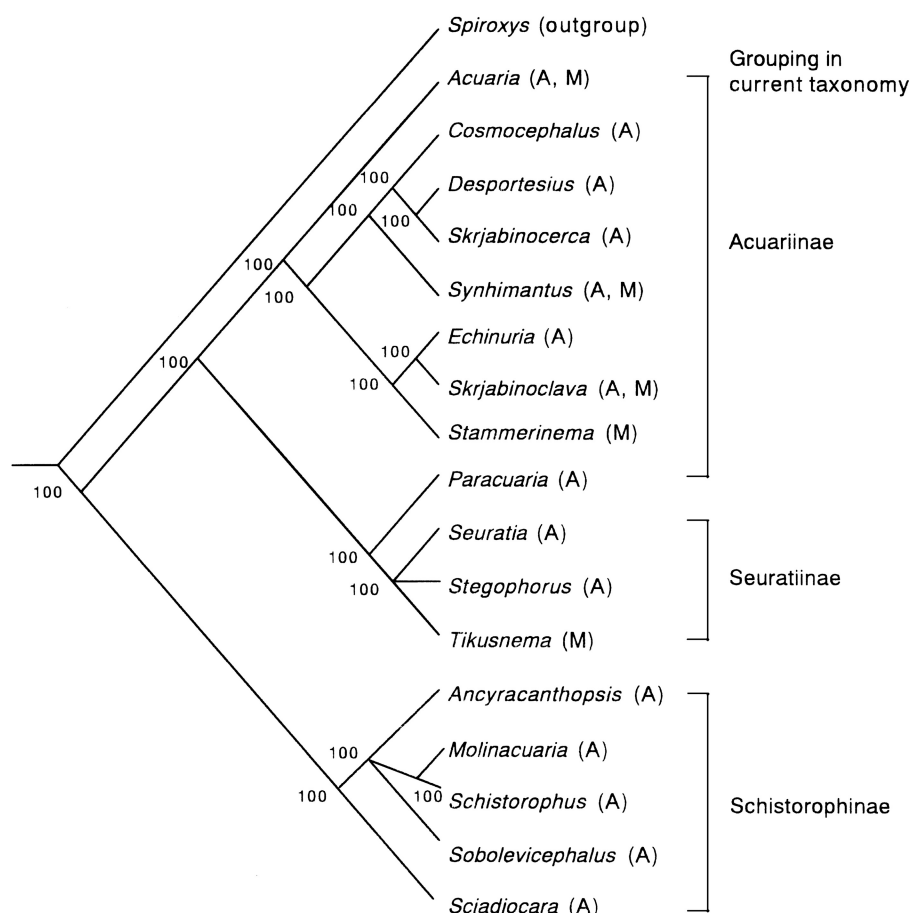 Spiroxys (outgroup)
Grouping in
current taxonomy
Acuaria (A, M)
Cosmocephalus (A)
100
Desportesius (A)
100
100
Skrjabinocerca (A)
Acuariinae
100
Synhimantus (A, M)
100
Echinuria (A)
100
100
Skrjabinoclava (A, M)
100
Stammerinema (M)
Paracuaria (A)
100
Seuratia (A)
100
Seuratiinae
100
Stegophorus (A)
Tikusnema (M)
Ancyracanthopsis (A)
100
Molinacuaria (A)
100
100
Schistorophus (A)
Schistorophinae
Sobolevicephalus (A)
Sciadiocara (A)